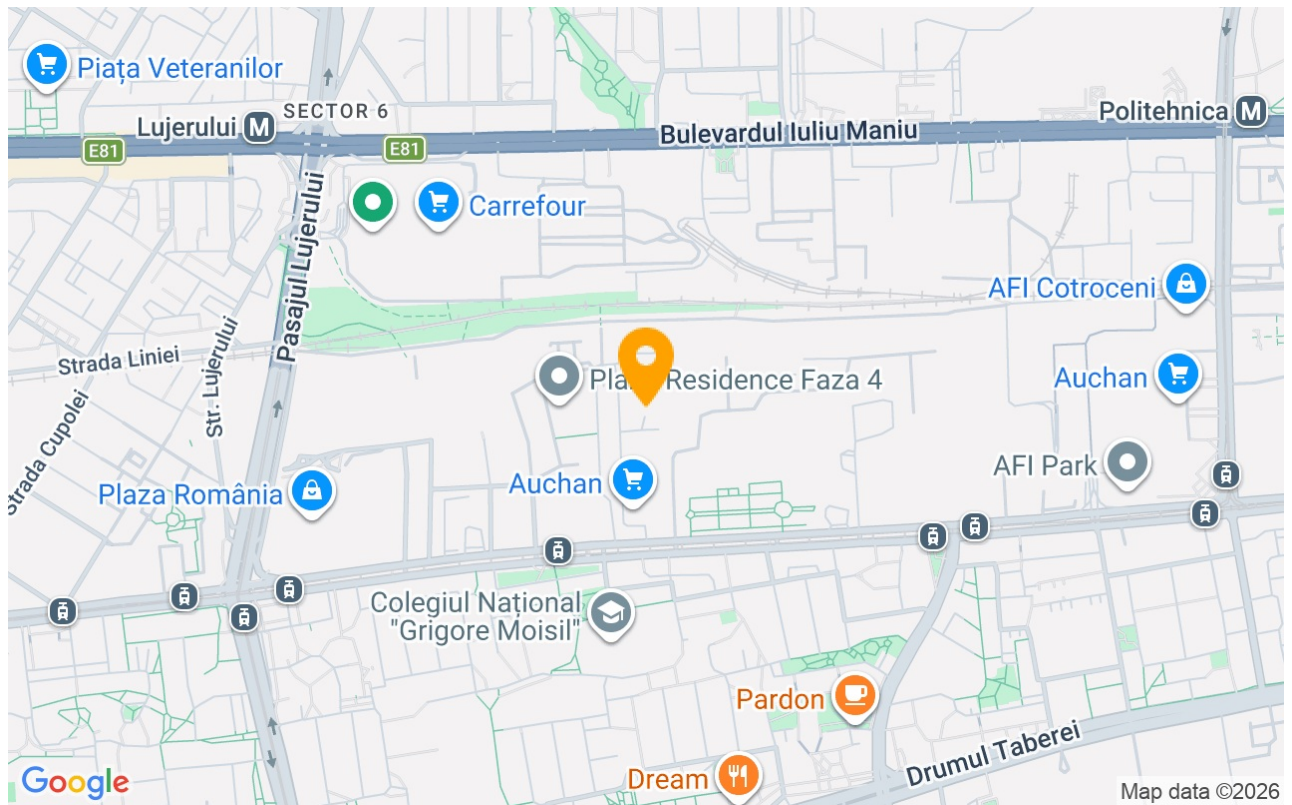 Piața Veteranilor
SECTOR 6
Lujerului M
Politehnica M
Bulevardul Iuliu Maniu
E81
E81
Carrefour
Pasajul Lujerului
AFI Cotroceni
Strada Liniei
Str. Lujerului
Residence Faza 4
Auchan
Strada Cupolei
AFI Park
Auchan
Plaza România
Colegiul Național
"Grigore Moisil"
Pardon
Drumul Taberei
Dream
Google
Map data ©2026